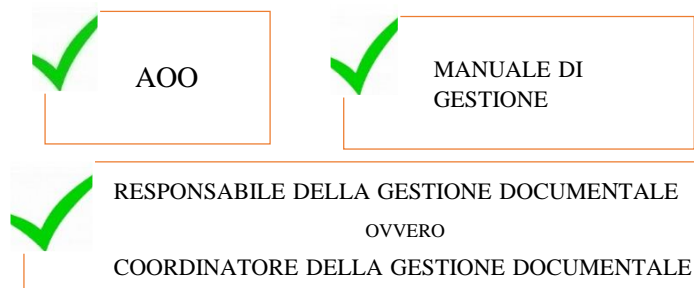 AOO
MANUALE DI
GESTIONE
RESPONSABILE DELLA GESTIONE DOCUMENTALE
OVVERO
COORDINATORE DELLA GESTIONE DOCUMENTALE